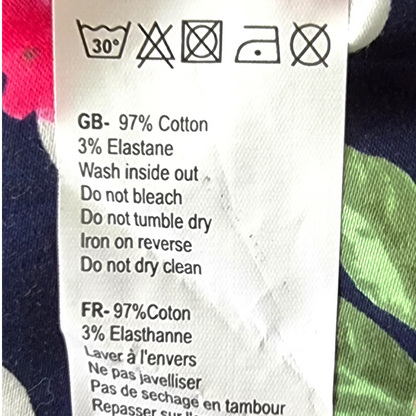 30°
GB- 97% Cotton
3% Elastane
Wash inside out
Do not bleach
Do not tumble dry
Iron on reverse
Do not dry clean
FR- 97%Coton
3% Elasthanne
Laver à l'envers
Ne pas javelliser
Pas de sechage en tambour
Repasser sur